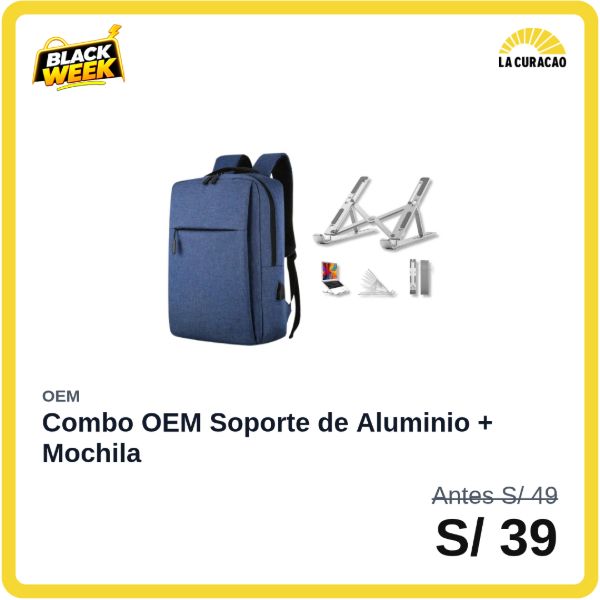 BLACK
WEEK
LA CURACAO
OEM
Combo OEM Soporte de Aluminio +
Mochila
Antes S/ 49
S/ 39